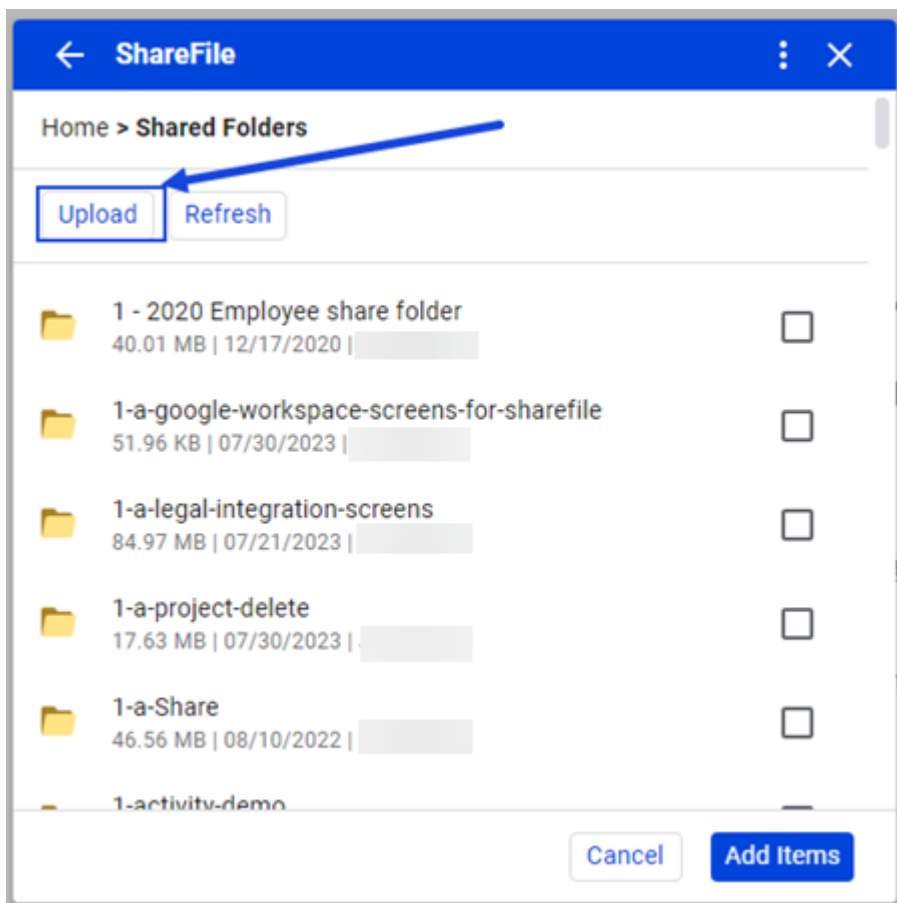 ShareFile
Home > Shared Folders
Upload Refresh
1 - 2020 Employee share folder
40.01 MB | 12/17/2020 |
1-a-google-workspace-screens-for-sharefile
51.96 KB | 07/30/2023 |
1-a-legal-integration-screens
84.97 MB | 07/21/2023 |
1-a-project-delete
17.63 MB | 07/30/2023 |
1-a-Share
46.56 MB | 08/10/2022 |
1-activity-demo
Cancel Add Items